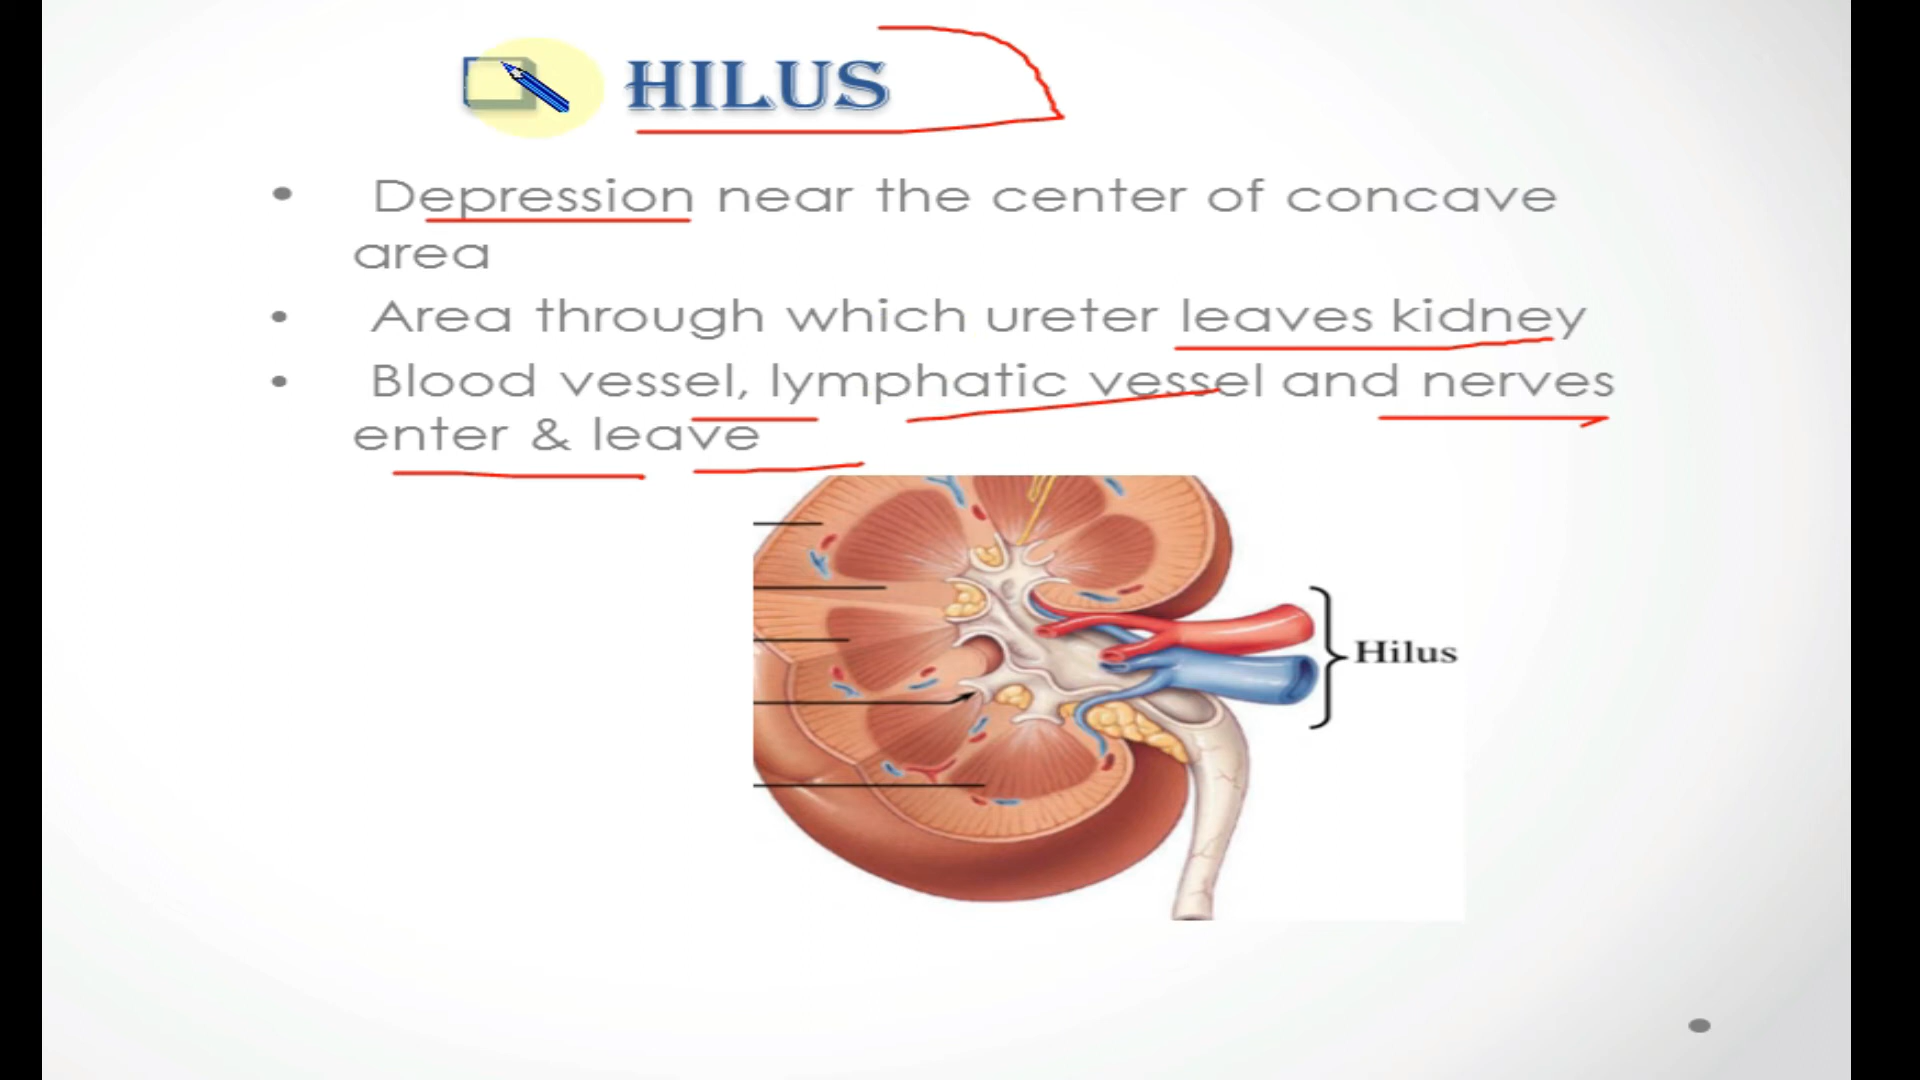 HILUS
• Depression near the center of concave
area
• Area through which ureter leaves kidney
• Blood vessel, lymphatic vessel and nerves
enter & leave
Hilus